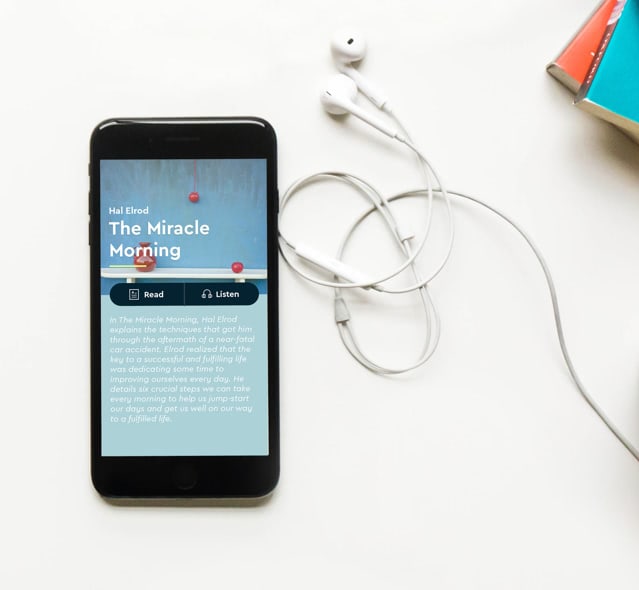 Hal Elrod
The Miracle
Morning
Read
Listen
In The Miracle Morning, Hal Elrod
explains the techniques that got him
through the aftermath of a near-fatal
car accident. Elrod realized that the
key to a successful and fulfilling life
was dedicating some time to
improving ourselves every day. He
details six crucial steps we can take
every morning to help us jump-start
our days and get us well on our way
to a fulfilled life.